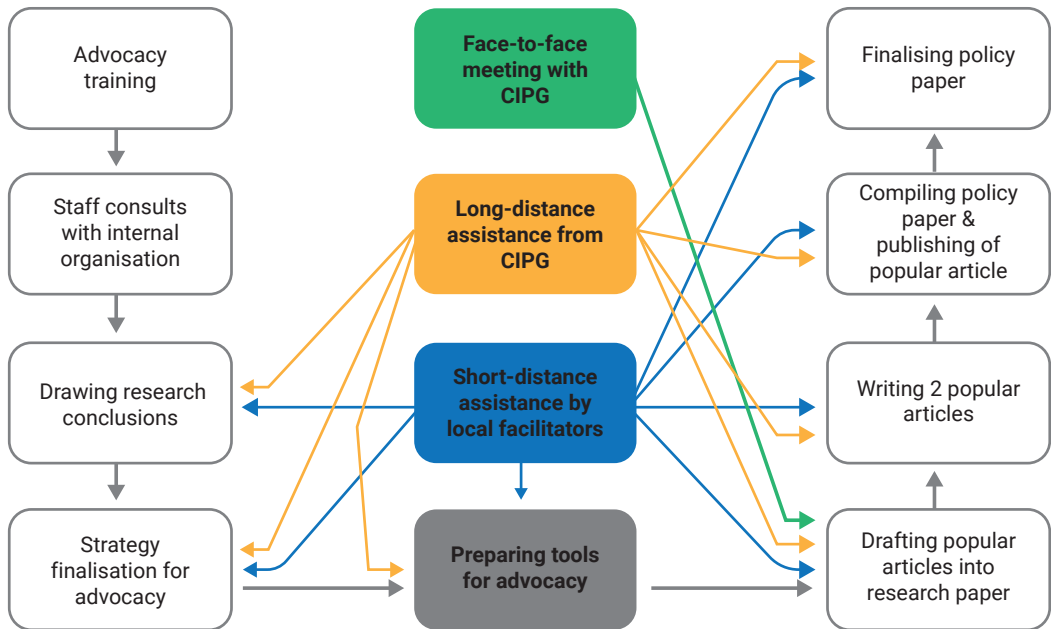 Advocacy
training
Staff consults
with internal
organisation
Drawing research
conclusions
Strategy
finalisation for
advocacy
Face-to-face
meeting with
CIPG
Long-distance
assistance from
CIPG
Short-distance
assistance by
local facilitators
Preparing tools
for advocacy
Finalising policy
paper
Compiling policy
paper &
publishing of
popular article
Writing 2 popular
articles
Drafting popular
articles into
research paper